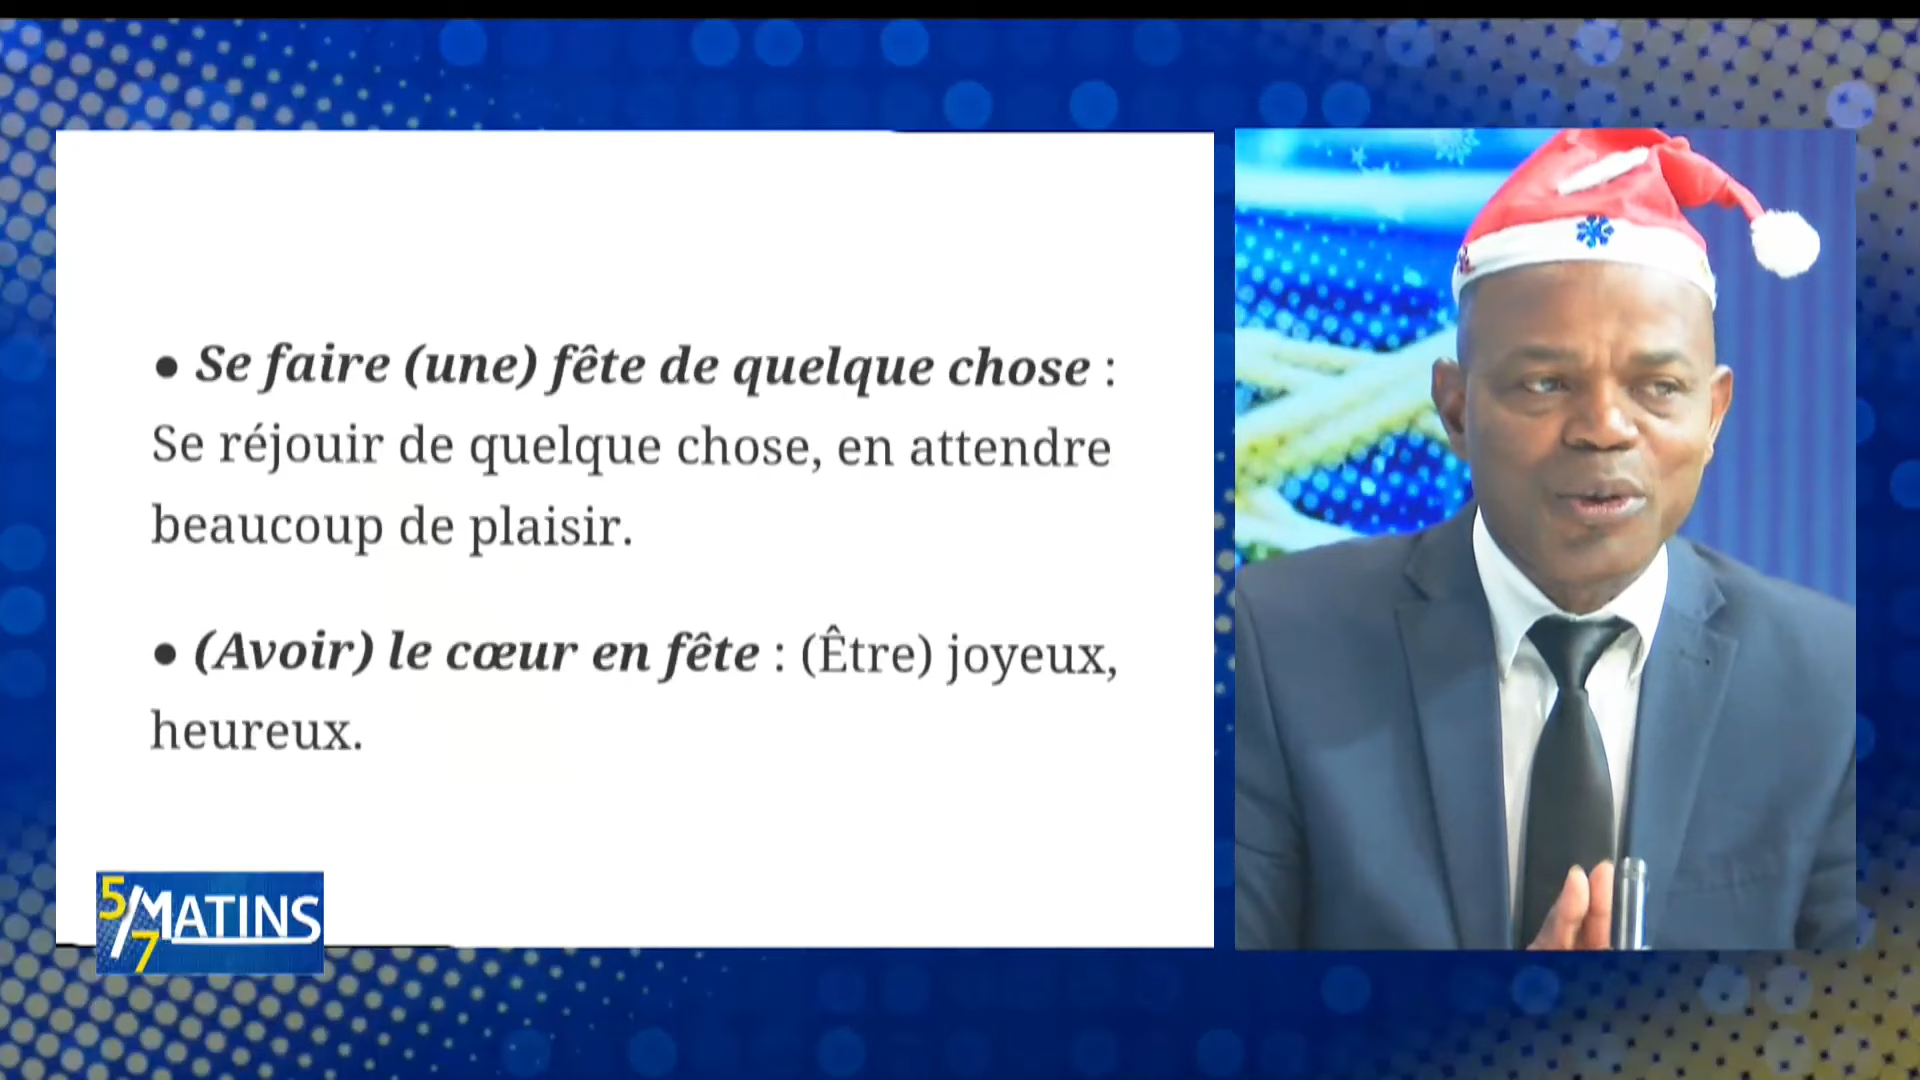 ● Se faire (une) fête de quelque chose :
Se réjouir de quelque chose, en attendre
beaucoup de plaisir.
● (Avoir) le cœur en fête : (Être) joyeux,
heureux.
5/7 MATINS